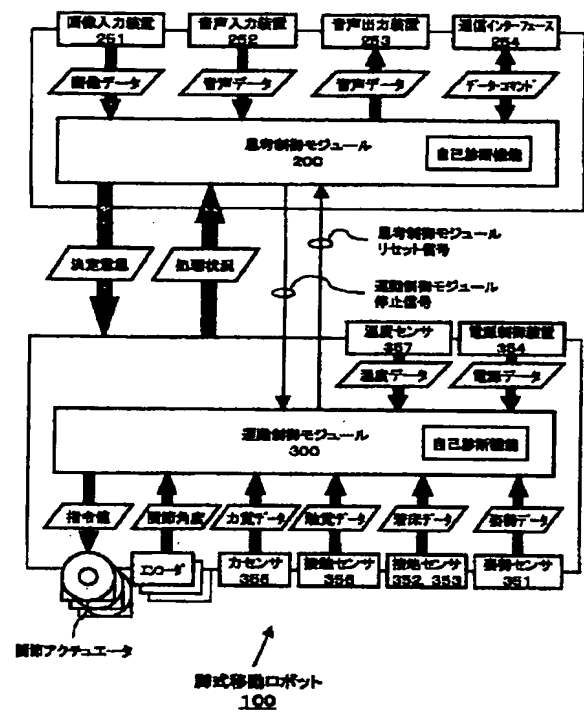 画像入力装置
251
音声入力装置
252
音声出力装置
253
通信インターフェース
254
画像データ
音声データ
音声データ
データ・コマンド
思考制御モジュール
200
自己診断機能
決定意思
処理状況
思考制御モジュール
リセット信号
運動制御モジュール
停止信号
温度センサ
357
電源制御装置
354
温度データ
電源データ
運動制御モジュール
300
自己診断機能
指令値
関節角度
力覚データ
触覚データ
着床データ
姿勢データ
エンコーダ
力センサ
355
接触センサ
356
接地センサ
352, 353
姿勢センサ
351
関節アクチュエータ
脚式移動ロボット
100